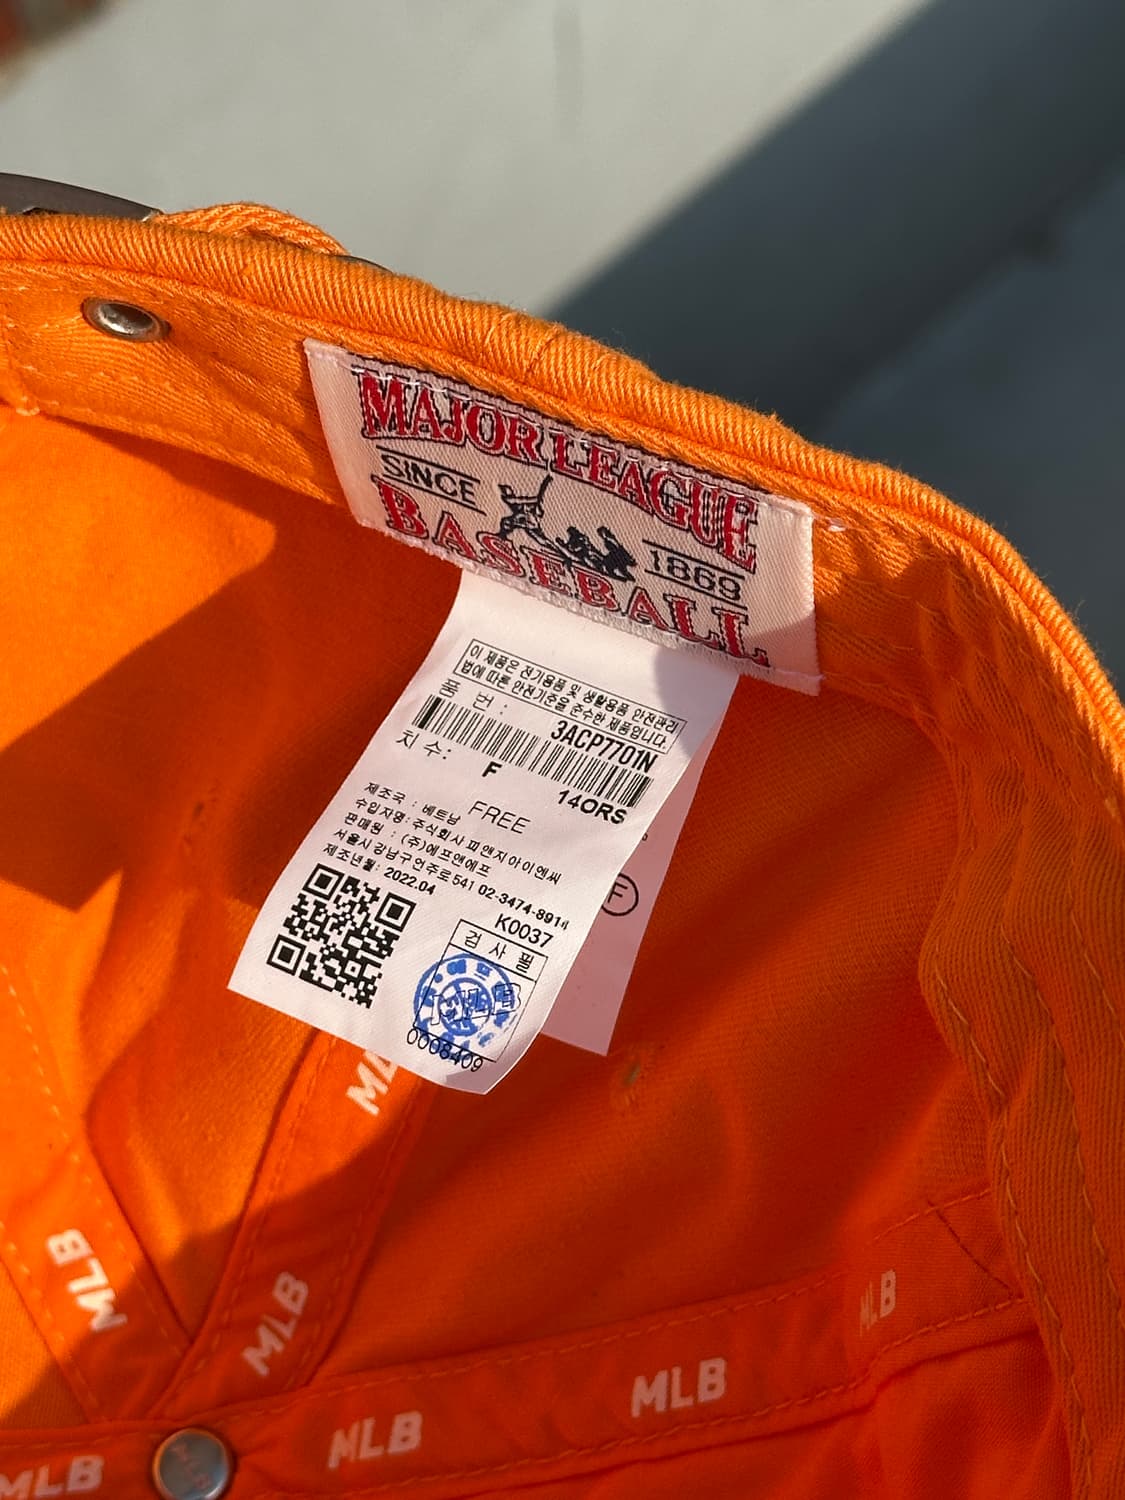 MAJOR LEAGUE
SINCE
1869
BASEBALL
이 제품은 전기용품 및 생활용품 안전관리
법에 따른 안전기준을 준수한 제품입니다.
품 번 :
3ACP7701N
치 수:
F
14ORS
FREE
제조국 : 베트남
수입자명: 주식회사 피앤지아이엔씨
판매원 : (주)에프앤에프
서울시 강남구 언주로541 02-3474-8914
제조년월: 2022.04
K0037
검 사 필
MLB
0008409
F
MLB
MLB
MLB
MLB
MLB
MLB